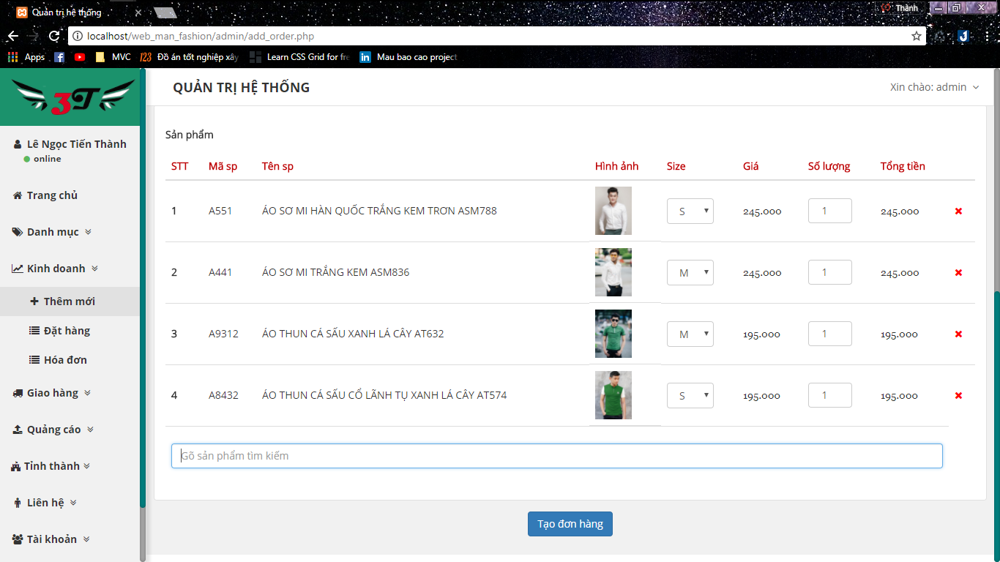 Quản trị hệ thống
Thành
localhost/web_man_fashion/admin/add_order.php
Apps MVC 123 Đồ án tốt nghiệp xây Learn CSS Grid for fre in Mau bao cao project
3T
QUẢN TRỊ HỆ THỐNG
Xin chào: admin
Lê Ngọc Tiến Thành
online
Trang chủ
Danh mục
Kinh doanh
Thêm mới
Đặt hàng
Hóa đơn
Giao hàng
Quảng cáo
Tỉnh thành
Liên hệ
Tài khoản
Sản phẩm
STT Mã sp Tên sp Hình ảnh Size Giá Số lượng Tổng tiền
1 A551 ÁO SƠ MI HÀN QUỐC TRẮNG KEM TRƠN ASM788 S 245.000 1 245.000
2 A441 ÁO SƠ MI TRẮNG KEM ASM836 M 245.000 1 245.000
3 A9312 ÁO THUN CÁ SẤU XANH LÁ CÂY AT632 M 195.000 1 195.000
4 A8432 ÁO THUN CÁ SẤU CỔ LÃNH TỤ XANH LÁ CÂY AT574 S 195.000 1 195.000
Gõ sản phẩm tìm kiếm
Tạo đơn hàng